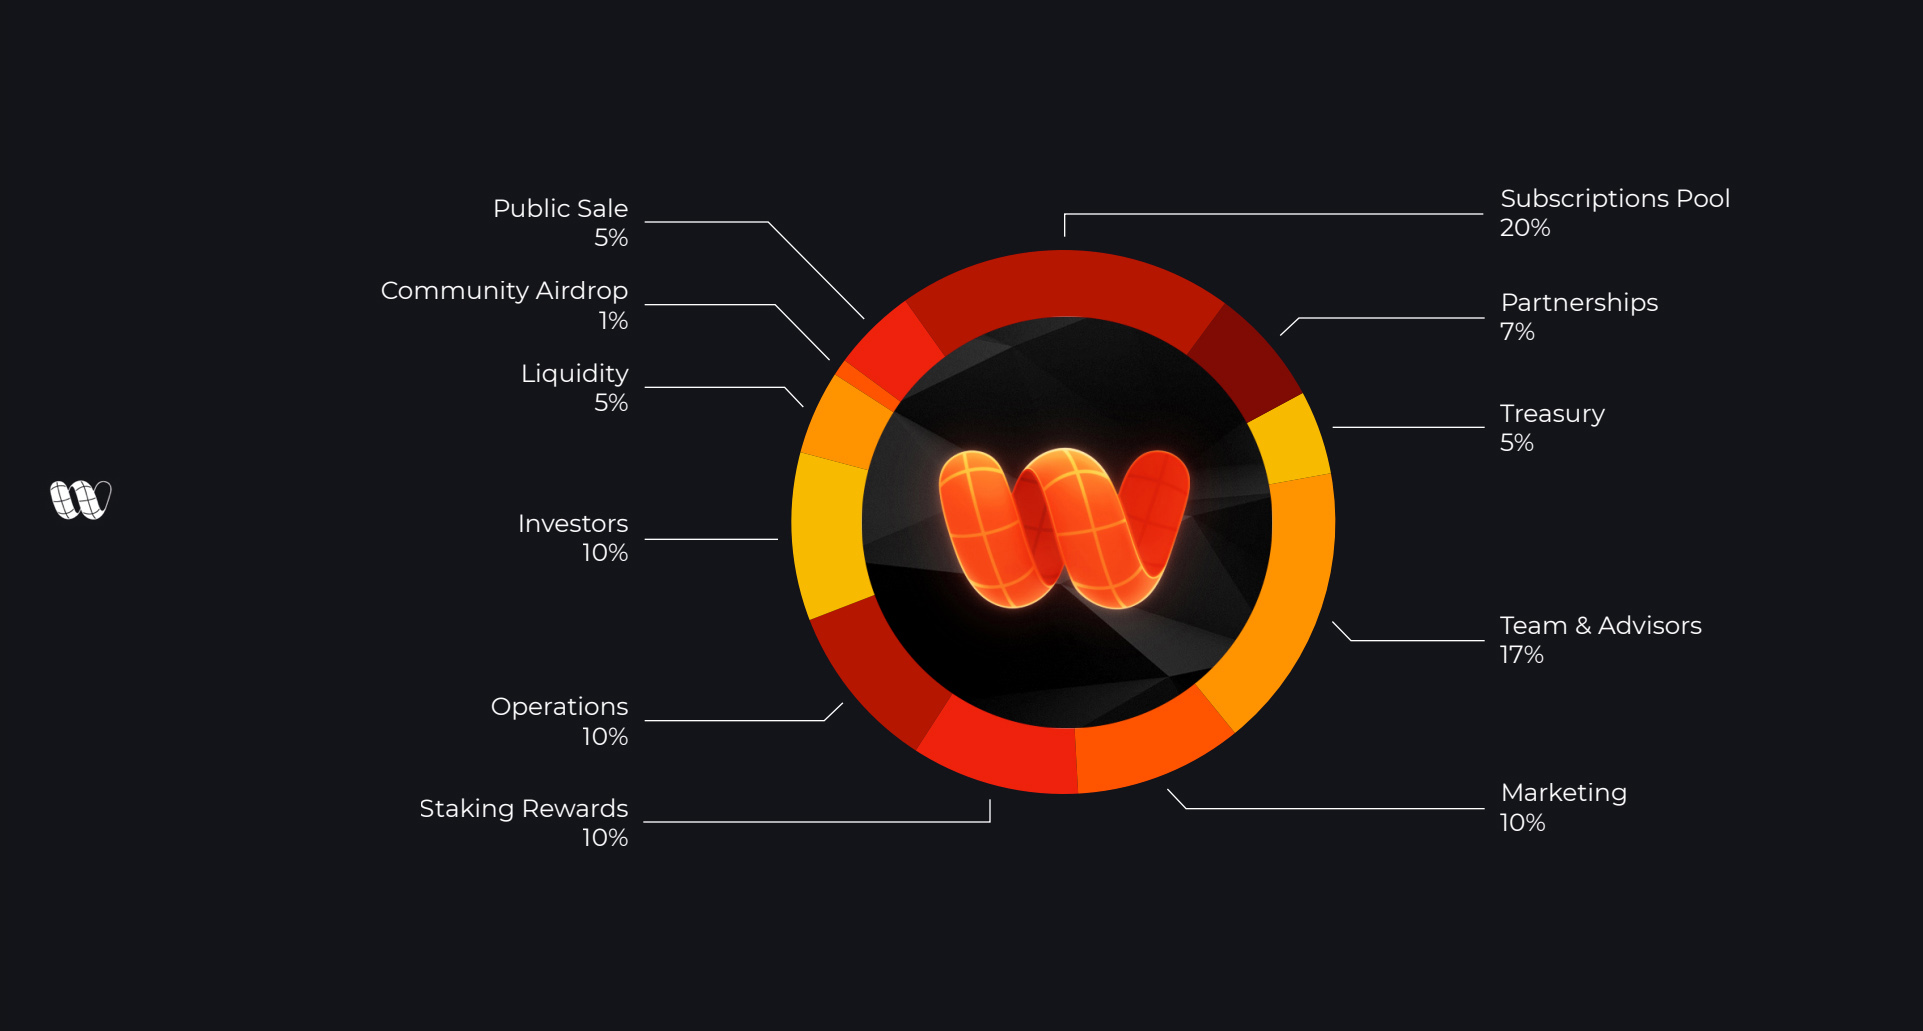 Public Sale
5%
Community Airdrop
1%
Liquidity
5%
Investors
10%
Operations
10%
Staking Rewards
10%
Subscriptions Pool
20%
Partnerships
7%
Treasury
5%
Team & Advisors
17%
Marketing
10%